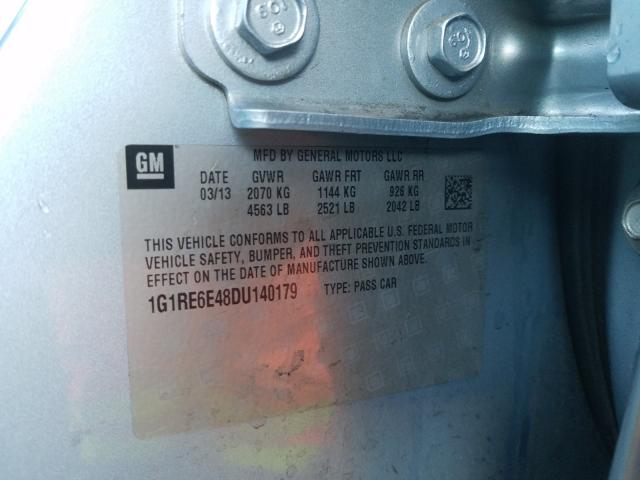 GM
MFD BY GENERAL MOTORS LLC
DATE GVWR GAWR FRT GAWR RR
03/13 2070 KG 1144 KG 926 KG
4563 LB 2521 LB 2042 LB
THIS VEHICLE CONFORMS TO ALL APPLICABLE U.S. FEDERAL MOTOR
VEHICLE SAFETY, BUMPER, AND THEFT PREVENTION STANDARDS IN
EFFECT ON THE DATE OF MANUFACTURE SHOWN ABOVE.
1G1RE6E48DU140179 TYPE: PASS CAR